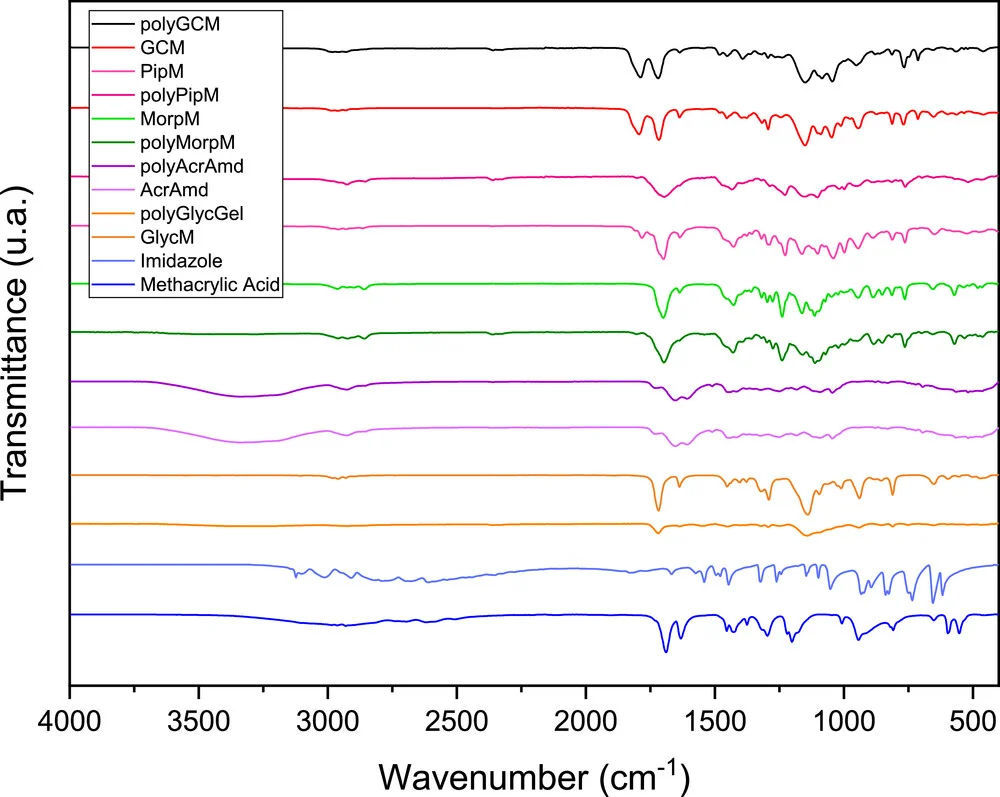 polyGCM
GCM
PipM
polyPipM
MorpM
polyMorpM
polyAcrAmd
AcrAmd
polyGlycGel
GlycM
Imidazole
Methacrylic Acid
Transmittance (u.a.)
4000 3500 3000 2500 2000 1500 1000 500
Wavenumber (cm⁻¹)